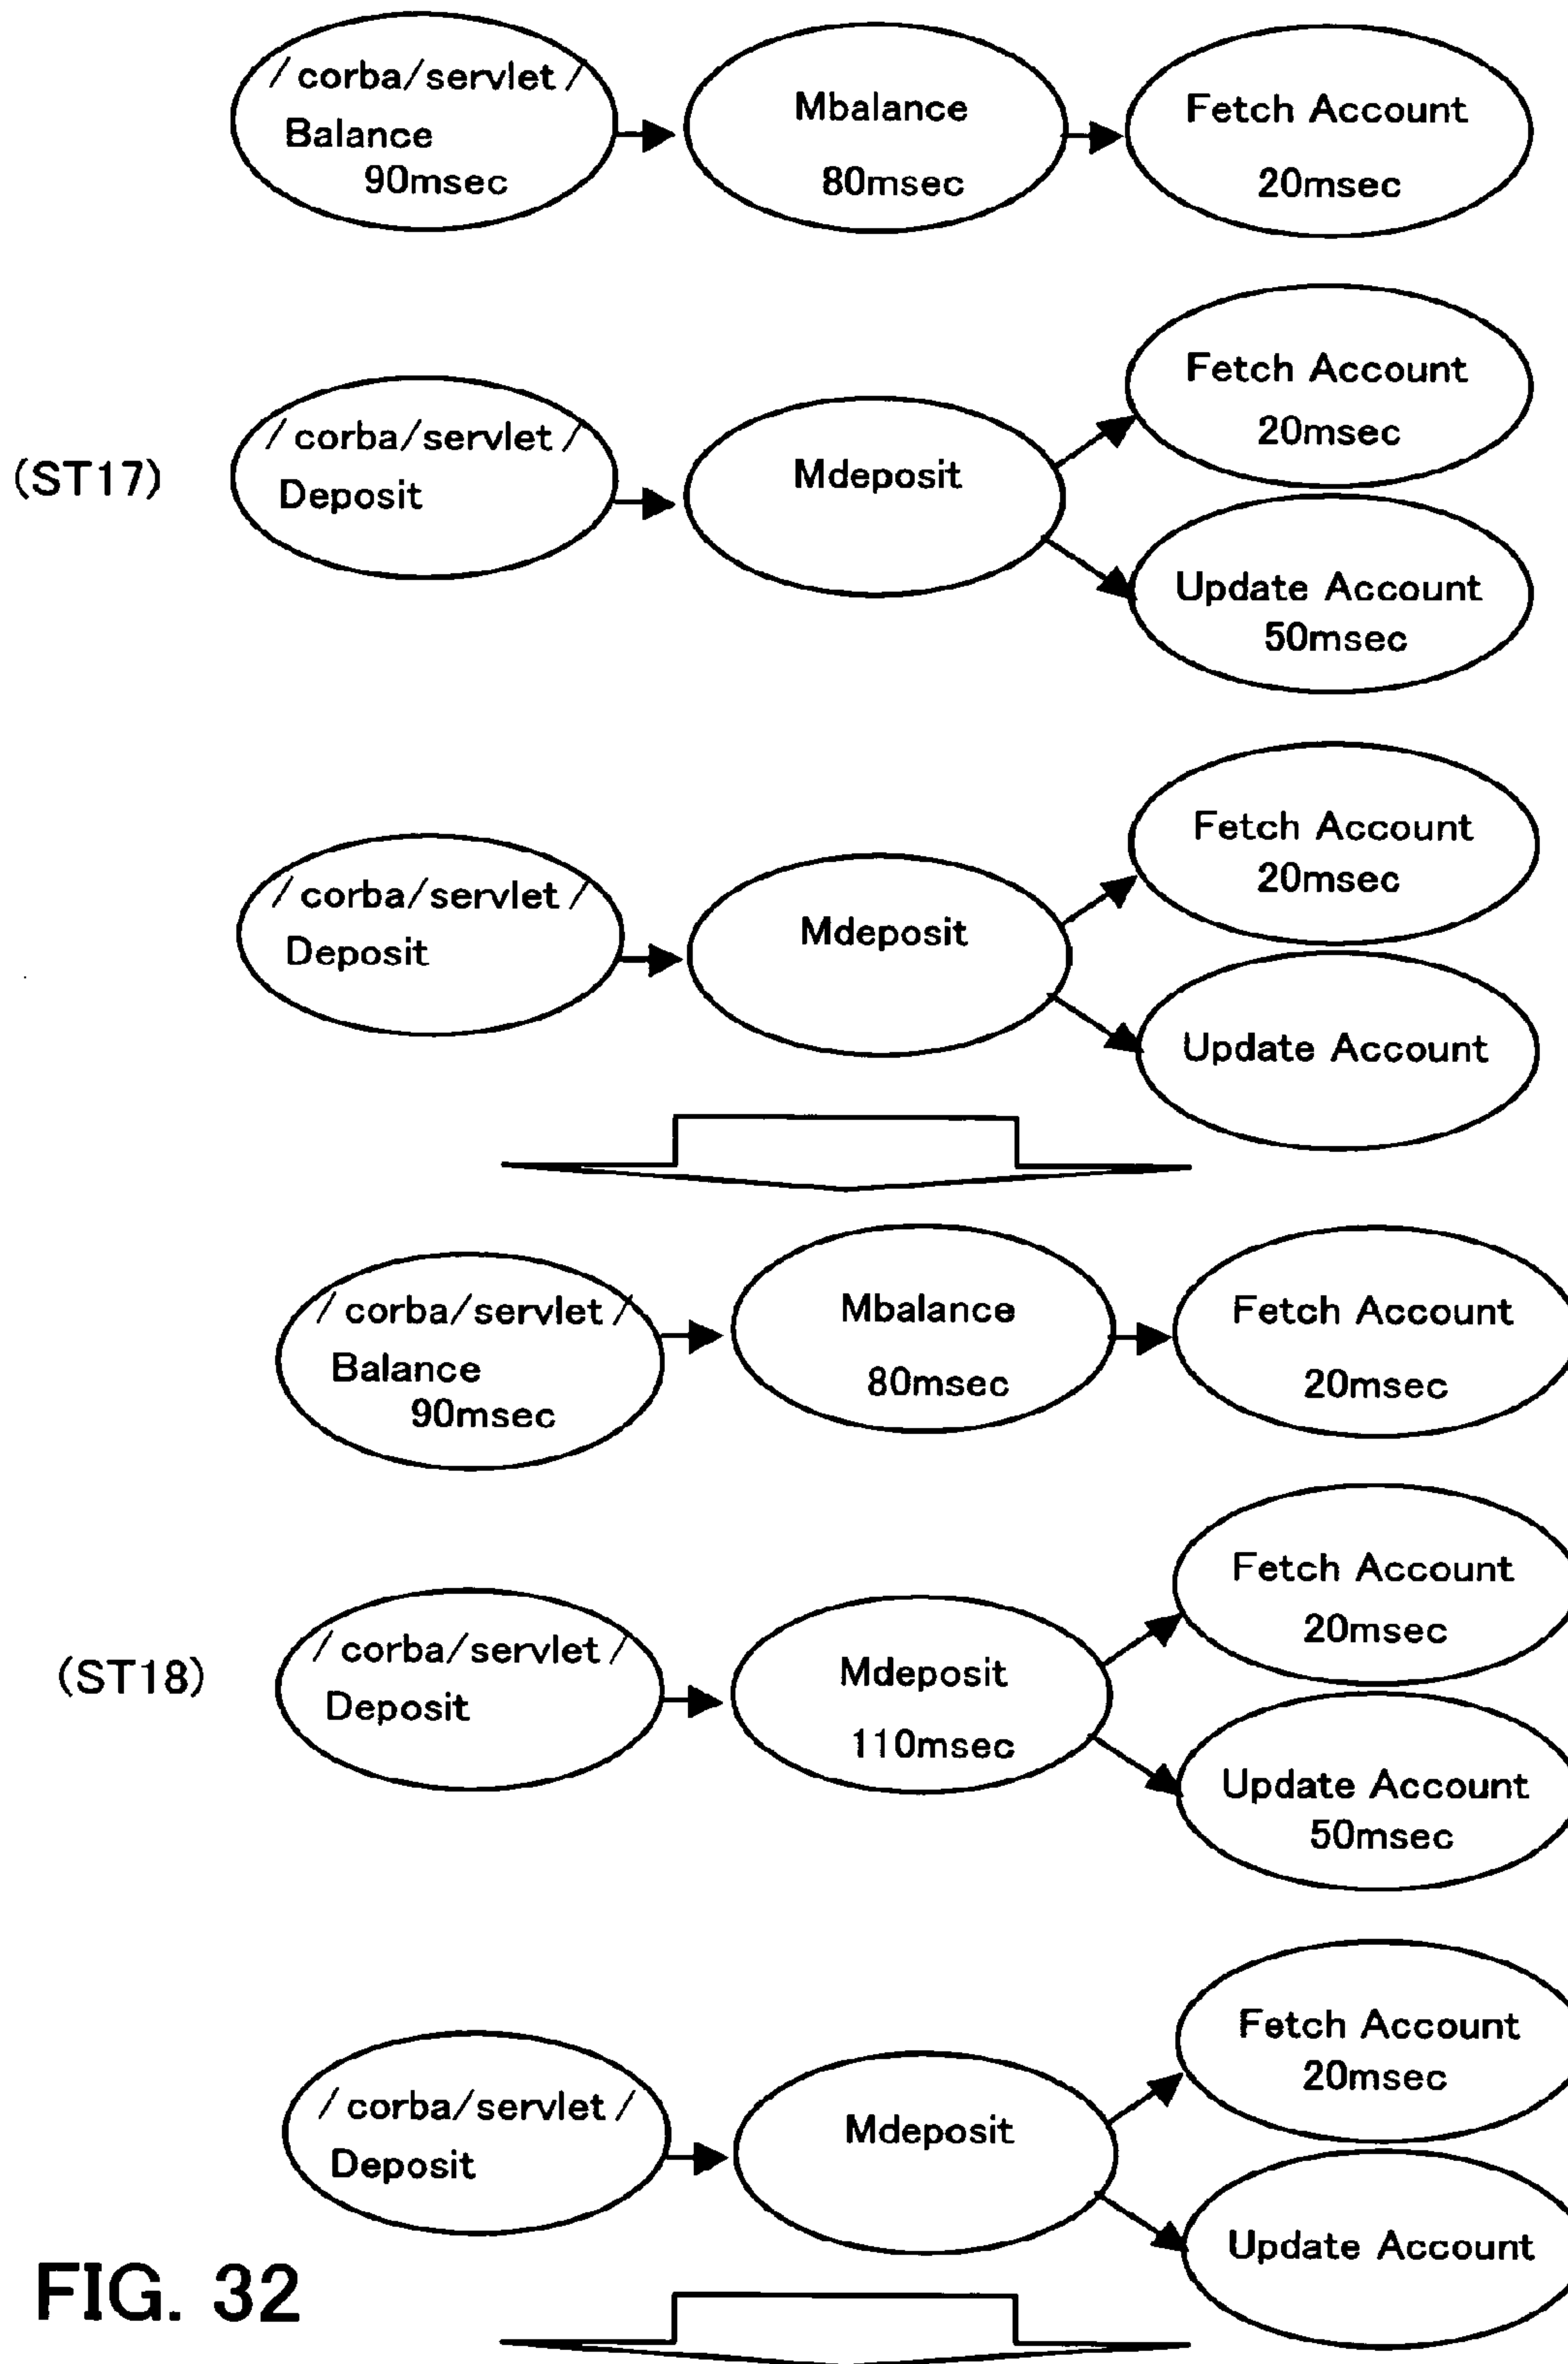 /corba/servlet/
Balance
90msec
Mbalance
80msec
Fetch Account
20msec
(ST17)
/corba/servlet/
Deposit
Mdeposit
Fetch Account
20msec
Update Account
50msec
/corba/servlet/
Deposit
Mdeposit
Fetch Account
20msec
Update Account
/corba/servlet/
Balance
90msec
Mbalance
80msec
Fetch Account
20msec
(ST18)
/corba/servlet/
Deposit
Mdeposit
110msec
Fetch Account
20msec
Update Account
50msec
/corba/servlet/
Deposit
Mdeposit
Fetch Account
20msec
Update Account
FIG. 32